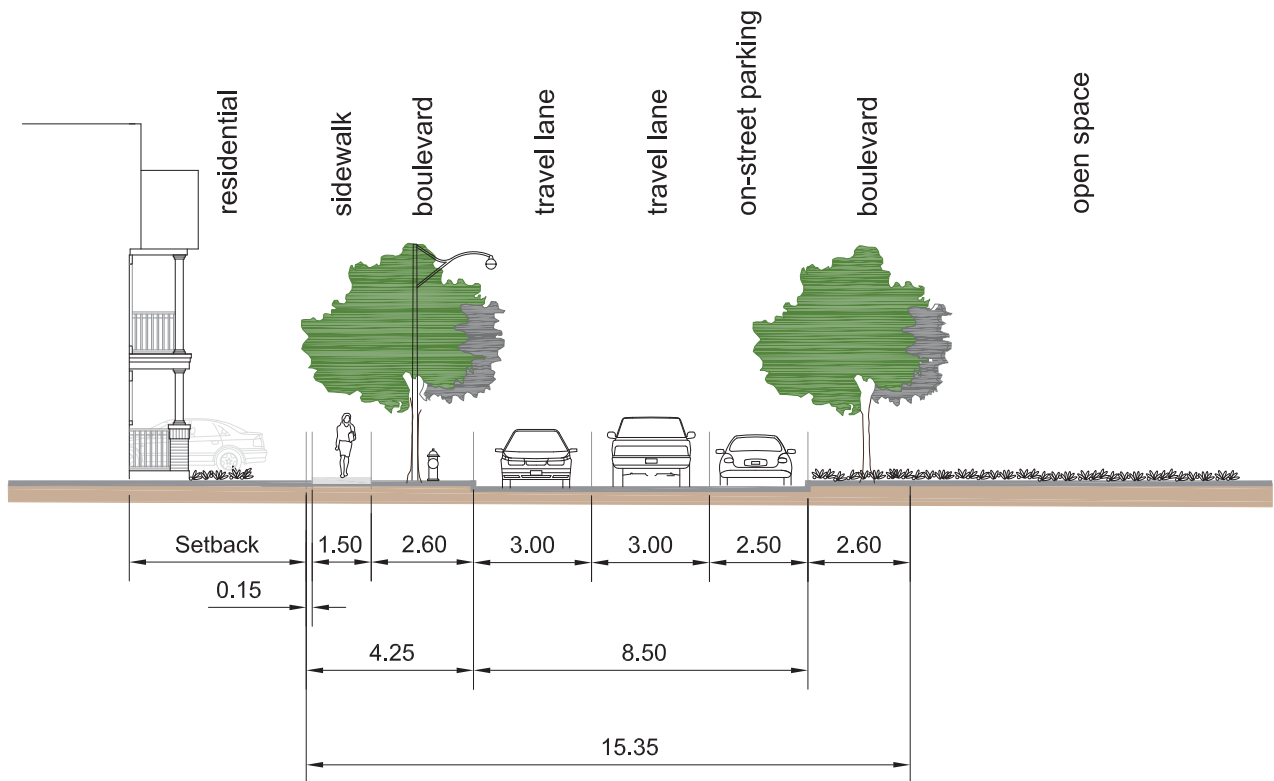 residential
sidewalk
boulevard
travel lane
travel lane
on-street parking
boulevard
open space
Setback
1.50
2.60
3.00
3.00
2.50
2.60
0.15
4.25
8.50
15.35